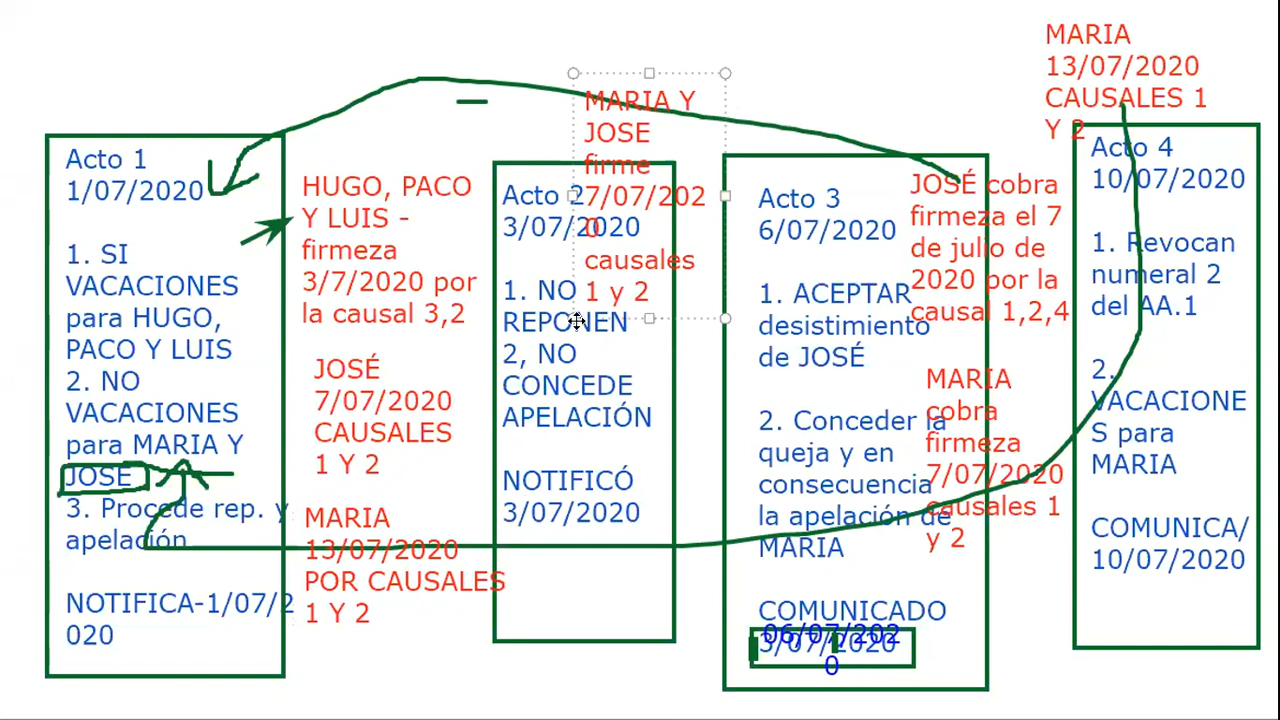 Acto 1
1/07/2020
1. SI
VACACIONES
para HUGO,
PACO Y LUIS
2. NO
VACACIONES
para MARIA Y
JOSE
3. Procede rep. y
apelación
NOTIFICA-1/07/2
020
HUGO, PACO
Y LUIS -
firmeza
3/7/2020 por
la causal 3,2
JOSÉ
7/07/2020
CAUSALES
1 Y 2
MARIA
13/07/2020
POR CAUSALES
1 Y 2
MARIA Y
JOSE
firme
7/07/202
0
causales
1 y 2
Acto 2
3/07/2020
1. NO
REPONEN
2, NO
CONCEDE
APELACIÓN
NOTIFICÓ
3/07/2020
Acto 3
6/07/2020
1. ACEPTAR
desistimiento
de JOSÉ
2. Conceder la
queja y en
consecuencia
la apelación de
MARIA
COMUNICADO
3/07/2020
06/07/202
0
JOSÉ cobra
firmeza el 7
de julio de
2020 por la
causal 1,2,4
MARIA
cobra
firmeza
7/07/2020
causales 1
y 2
MARIA
13/07/2020
CAUSALES 1
Y 2
Acto 4
10/07/2020
1. Revocan
numeral 2
del AA.1
2.
VACACIONE
S para
MARIA
COMUNICA/
10/07/2020